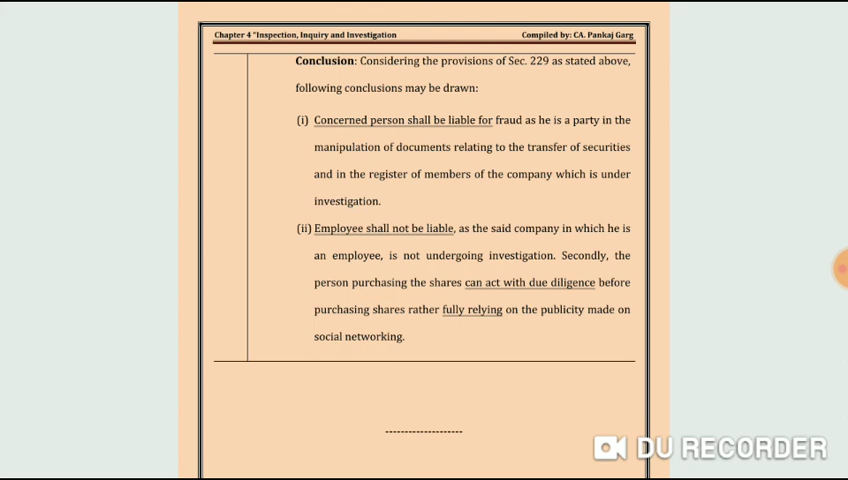 Chapter 4 "Inspection, Inquiry and Investigation Compiled by: CA. Pankaj Garg
Conclusion: Considering the provisions of Sec. 229 as stated above,
following conclusions may be drawn:
(i) Concerned person shall be liable for fraud as he is a party in the
manipulation of documents relating to the transfer of securities
and in the register of members of the company which is under
investigation.
(ii) Employee shall not be liable, as the said company in which he is
an employee, is not undergoing investigation. Secondly, the
person purchasing the shares can act with due diligence before
purchasing shares rather fully relying on the publicity made on
social networking.
--------------------
DU RECORDER